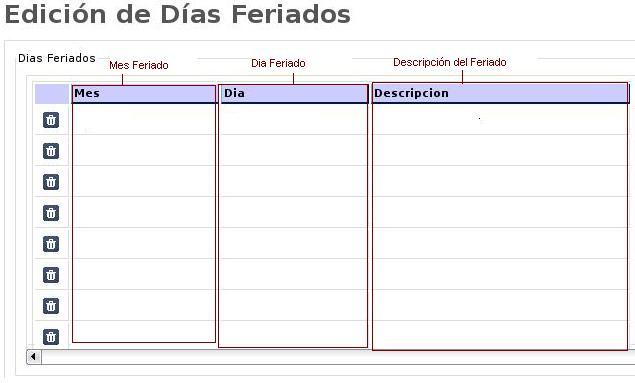 Edición de Días Feriados
Dias Feriados
Mes Feriado
Dia Feriado
Descripción del Feriado
Mes
Dia
Descripcion